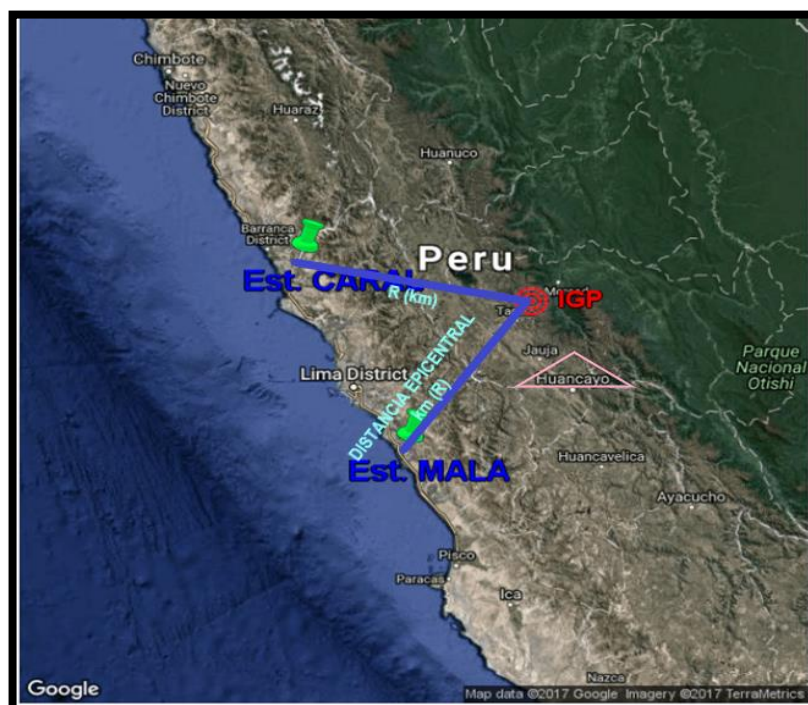 Chimbote
Nuevo
Chimbote
District
Huaraz
Huanuco
Barranca
District
Peru
Est. CARAL
R (km)
IGP
Jauja
Parque
Nacional
Otishi
Lima District
Huancayo
DISTANCIA EPICENTRAL
km (R)
Est. MALA
Huancavelica
Ayacucho
Pisco
Paracas
Ica
Nazca
Google
Map data ©2017 Google Imagery ©2017 TerraMetrics